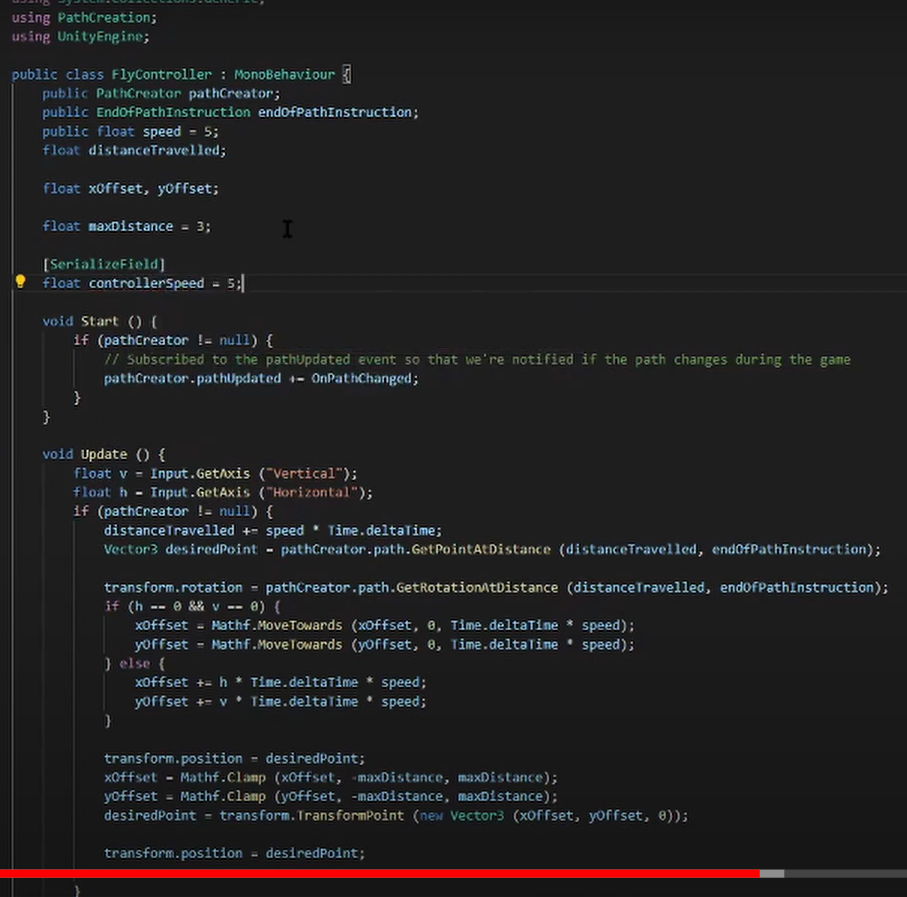 using System.Collections.Generic;
using PathCreation;
using UnityEngine;

public class FlyController : MonoBehaviour {
    public PathCreator pathCreator;
    public EndOfPathInstruction endOfPathInstruction;
    public float speed = 5;
    float distanceTravelled;

    float xOffset, yOffset;

    float maxDistance = 3;

    [SerializeField]
    float controllerSpeed = 5;

    void Start () {
        if (pathCreator != null) {
            // Subscribed to the pathUpdated event so that we're notified if the path changes during the game
            pathCreator.pathUpdated += OnPathChanged;
        }
    }

    void Update () {
        float v = Input.GetAxis ("Vertical");
        float h = Input.GetAxis ("Horizontal");
        if (pathCreator != null) {
            distanceTravelled += speed * Time.deltaTime;
            Vector3 desiredPoint = pathCreator.path.GetPointAtDistance (distanceTravelled, endOfPathInstruction);

            transform.rotation = pathCreator.path.GetRotationAtDistance (distanceTravelled, endOfPathInstruction);
            if (h == 0 && v == 0) {
                xOffset = Mathf.MoveTowards (xOffset, 0, Time.deltaTime * speed);
                yOffset = Mathf.MoveTowards (yOffset, 0, Time.deltaTime * speed);
            } else {
                xOffset += h * Time.deltaTime * speed;
                yOffset += v * Time.deltaTime * speed;
            }

            transform.position = desiredPoint;
            xOffset = Mathf.Clamp (xOffset, -maxDistance, maxDistance);
            yOffset = Mathf.Clamp (yOffset, -maxDistance, maxDistance);
            desiredPoint = transform.TransformPoint (new Vector3 (xOffset, yOffset, 0));

            transform.position = desiredPoint;
        }